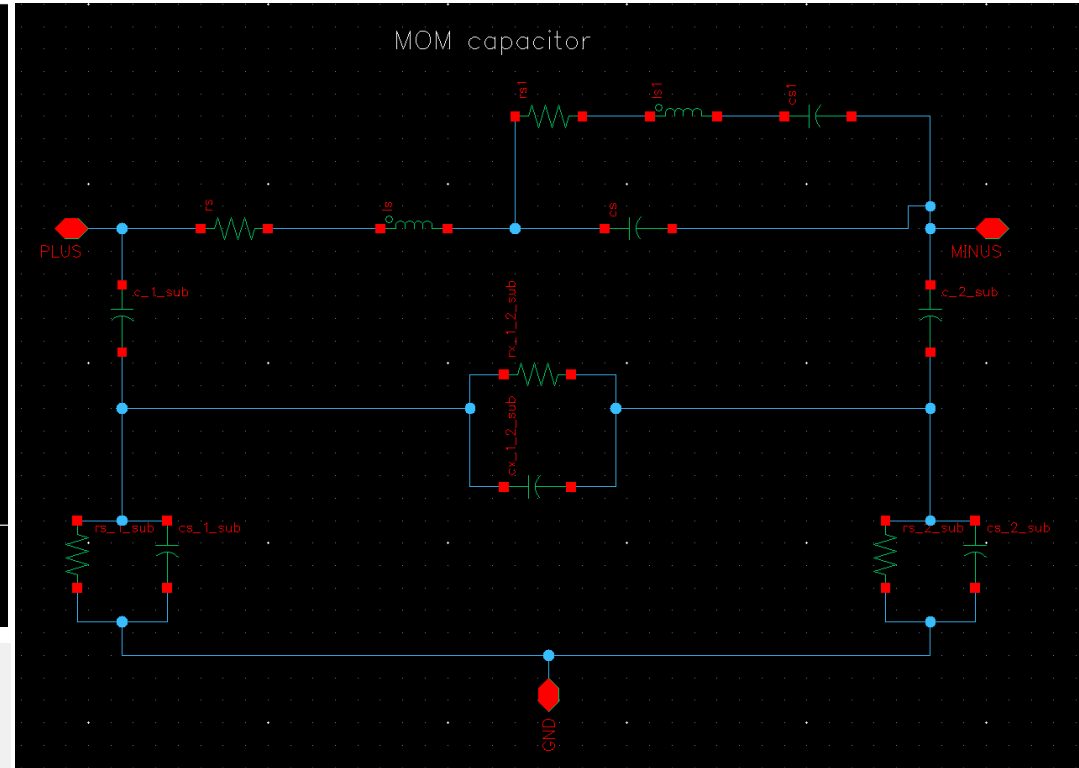 MOM capacitor
rs1
ls1
cs1
rs
ls
cs
PLUS
MINUS
c_1_sub
c_2_sub
rx_1_2_sub
cx_1_2_sub
rs_1_sub
cs_1_sub
rs_2_sub
cs_2_sub
GND